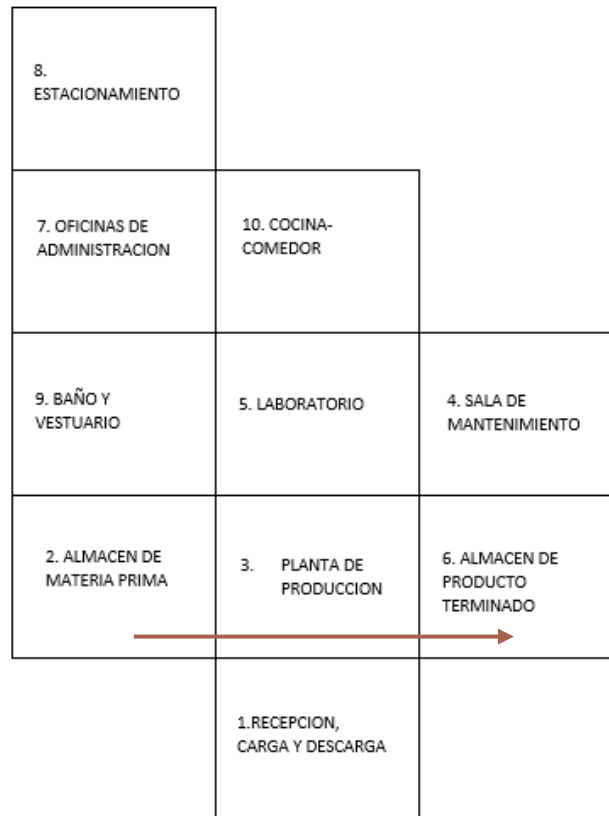 8.
ESTACIONAMIENTO
7. OFICINAS DE
ADMINISTRACION
10. COCINA-
COMEDOR
9. BAÑO Y
VESTUARIO
5. LABORATORIO
4. SALA DE
MANTENIMIENTO
2. ALMACEN DE
MATERIA PRIMA
3. PLANTA DE
PRODUCCION
6. ALMACEN DE
PRODUCTO
TERMINADO
1.RECEPCION,
CARGA Y DESCARGA